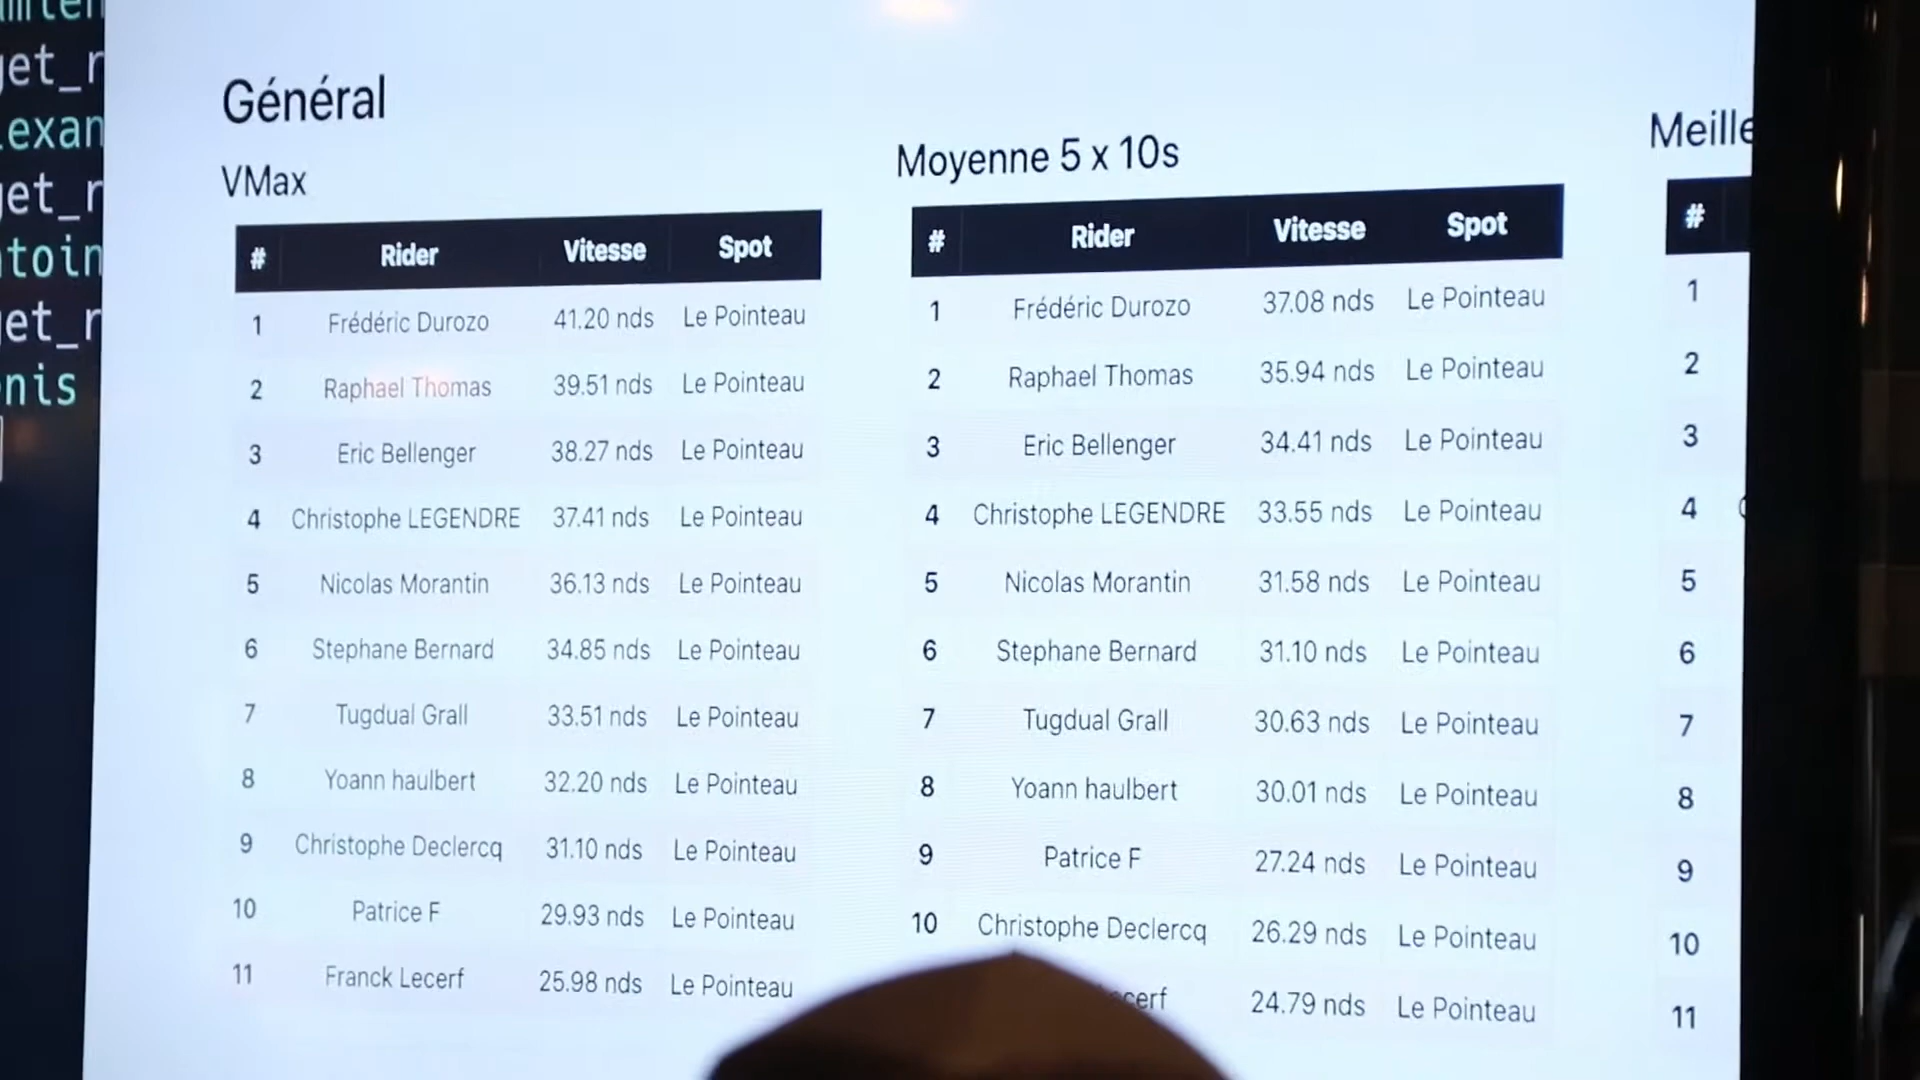 get_r
exan
get_r
toin
get_r
nis
Général
VMax
# Rider Vitesse Spot
1 Frédéric Durozo 41.20 nds Le Pointeau
2 Raphael Thomas 39.51 nds Le Pointeau
3 Eric Bellenger 38.27 nds Le Pointeau
4 Christophe LEGENDRE 37.41 nds Le Pointeau
5 Nicolas Morantin 36.13 nds Le Pointeau
6 Stephane Bernard 34.85 nds Le Pointeau
7 Tugdual Grall 33.51 nds Le Pointeau
8 Yoann haulbert 32.20 nds Le Pointeau
9 Christophe Declercq 31.10 nds Le Pointeau
10 Patrice F 29.93 nds Le Pointeau
11 Franck Lecerf 25.98 nds Le Pointeau
Moyenne 5 x 10s
# Rider Vitesse Spot
1 Frédéric Durozo 37.08 nds Le Pointeau
2 Raphael Thomas 35.94 nds Le Pointeau
3 Eric Bellenger 34.41 nds Le Pointeau
4 Christophe LEGENDRE 33.55 nds Le Pointeau
5 Nicolas Morantin 31.58 nds Le Pointeau
6 Stephane Bernard 31.10 nds Le Pointeau
7 Tugdual Grall 30.63 nds Le Pointeau
8 Yoann haulbert 30.01 nds Le Pointeau
9 Patrice F 27.24 nds Le Pointeau
10 Christophe Declercq 26.29 nds Le Pointeau
cerf 24.79 nds Le Pointeau
Meille
#
1
2
3
4
5
6
7
8
9
10
11